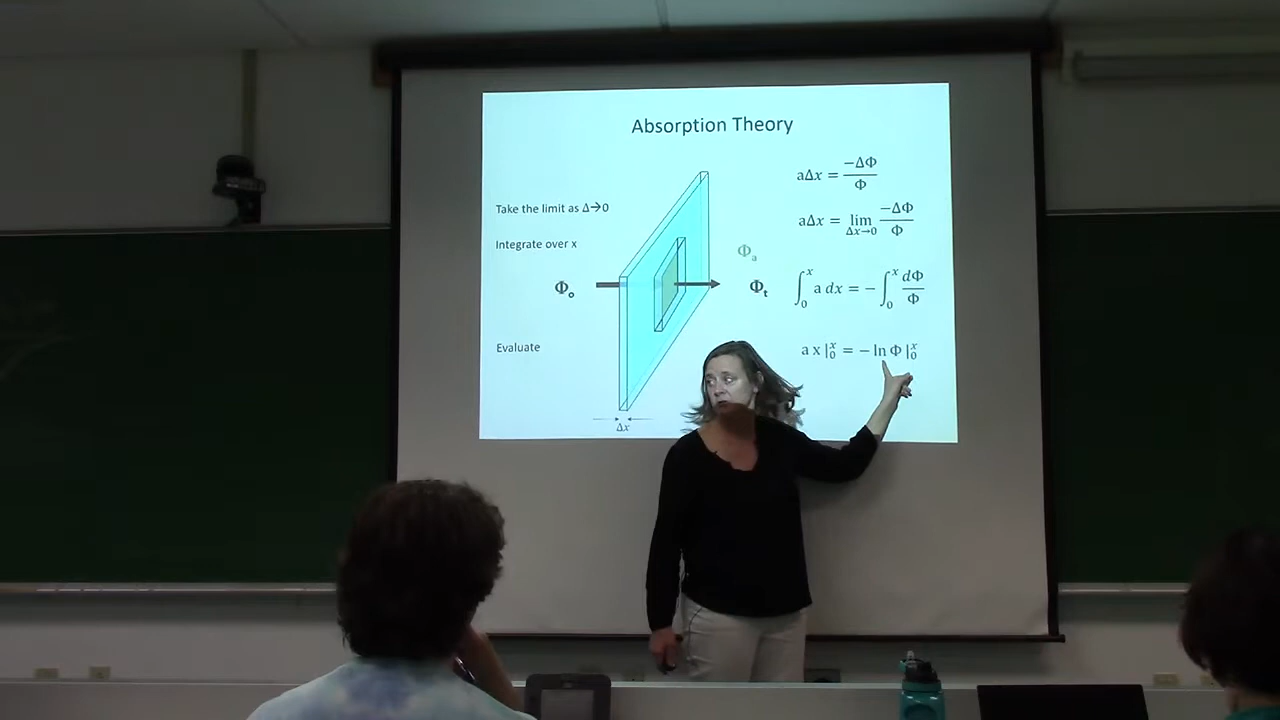 Absorption Theory
aΔx = −ΔΦ/Φ
Take the limit as Δ→0
aΔx = lim Δx→0 −ΔΦ/Φ
Integrate over x
Φa
Φo
Φt
∫₀ˣ a dx = −∫₀ˣ dΦ/Φ
Evaluate
a x|₀ˣ = − ln Φ|₀ˣ
Δx